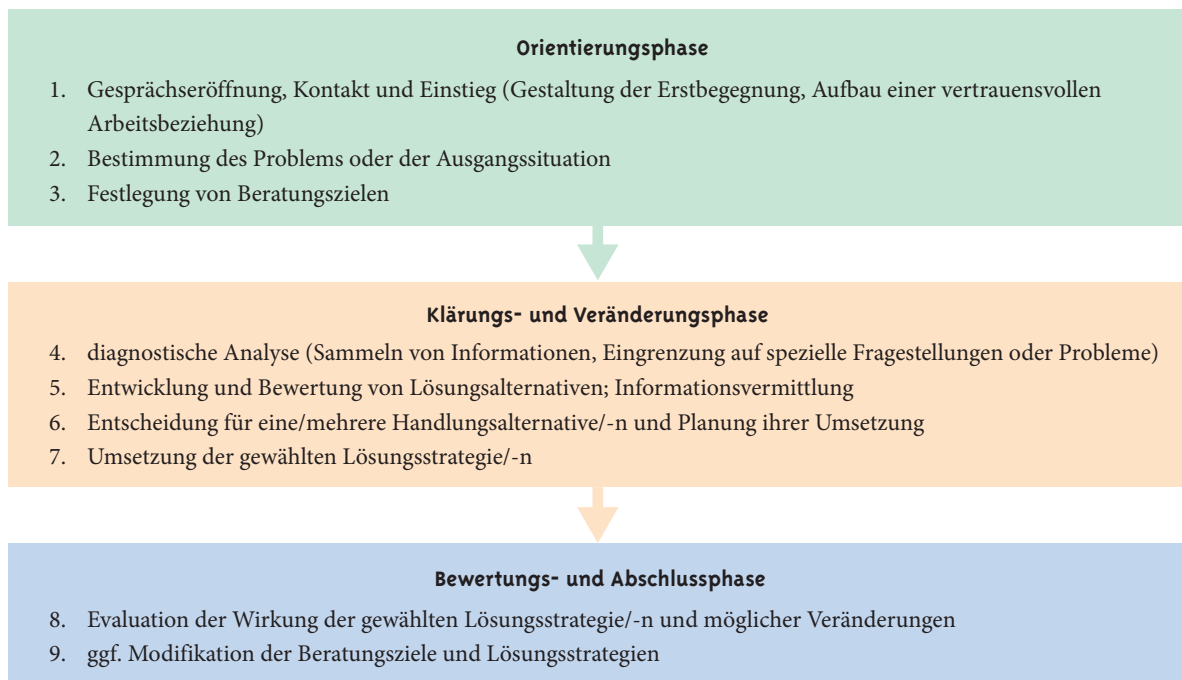 Orientierungsphase
1. Gesprächseröffnung, Kontakt und Einstieg (Gestaltung der Erstbegegnung, Aufbau einer vertrauensvollen
Arbeitsbeziehung)
2. Bestimmung des Problems oder der Ausgangssituation
3. Festlegung von Beratungszielen
Klärungs- und Veränderungsphase
4. diagnostische Analyse (Sammeln von Informationen, Eingrenzung auf spezielle Fragestellungen oder Probleme)
5. Entwicklung und Bewertung von Lösungsalternativen; Informationsvermittlung
6. Entscheidung für eine/mehrere Handlungsalternative/-n und Planung ihrer Umsetzung
7. Umsetzung der gewählten Lösungsstrategie/-n
Bewertungs- und Abschlussphase
8. Evaluation der Wirkung der gewählten Lösungsstrategie/-n und möglicher Veränderungen
9. ggf. Modifikation der Beratungsziele und Lösungsstrategien